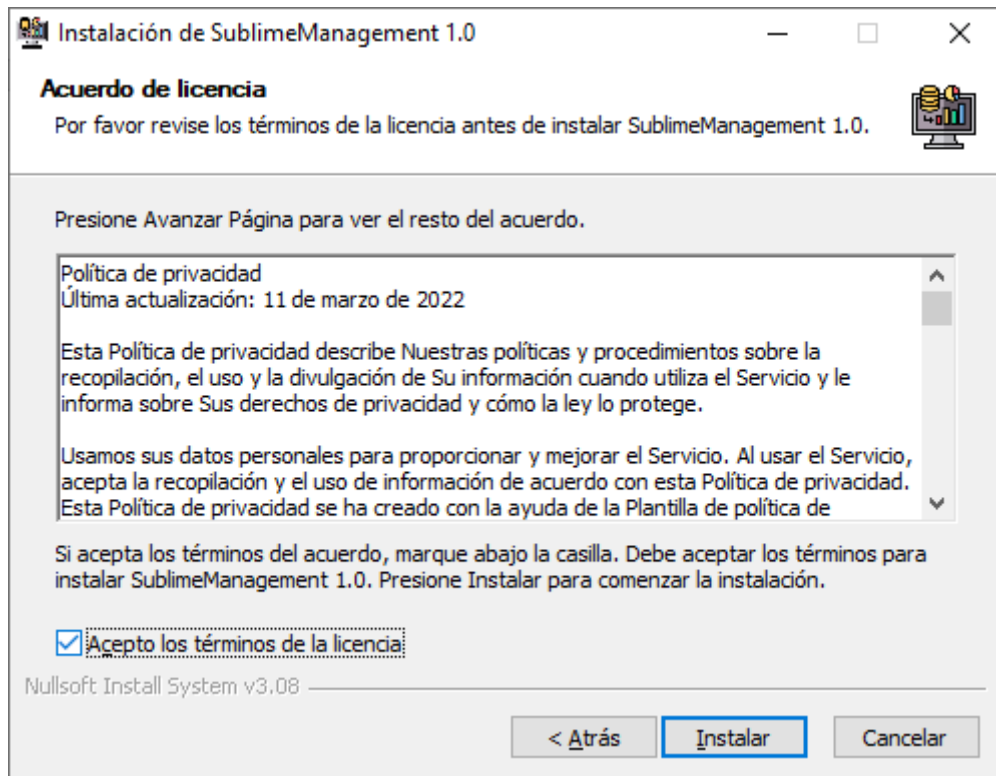 Instalación de SublimeManagement 1.0
Acuerdo de licencia
Por favor revise los términos de la licencia antes de instalar SublimeManagement 1.0.
Presione Avanzar Página para ver el resto del acuerdo.
Política de privacidad
Última actualización: 11 de marzo de 2022
Esta Política de privacidad describe Nuestras políticas y procedimientos sobre la
recopilación, el uso y la divulgación de Su información cuando utiliza el Servicio y le
informa sobre Sus derechos de privacidad y cómo la ley lo protege.
Usamos sus datos personales para proporcionar y mejorar el Servicio. Al usar el Servicio,
acepta la recopilación y el uso de información de acuerdo con esta Política de privacidad.
Esta Política de privacidad se ha creado con la ayuda de la Plantilla de política de
Si acepta los términos del acuerdo, marque abajo la casilla. Debe aceptar los términos para
instalar SublimeManagement 1.0. Presione Instalar para comenzar la instalación.
Acepto los términos de la licencia
Nullsoft Install System v3.08
< Atrás Instalar Cancelar